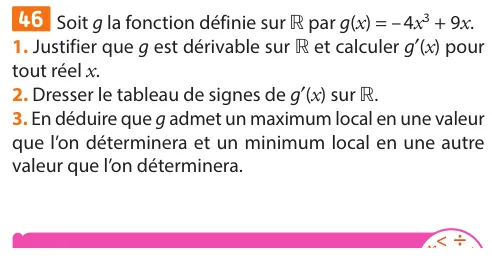 46 Soit g la fonction définie sur ℝ par g(x) = – 4x³ + 9x.
1. Justifier que g est dérivable sur ℝ et calculer g′(x) pour
tout réel x.
2. Dresser le tableau de signes de g′(x) sur ℝ.
3. En déduire que g admet un maximum local en une valeur
que l’on déterminera et un minimum local en une autre
valeur que l’on déterminera.
< ÷